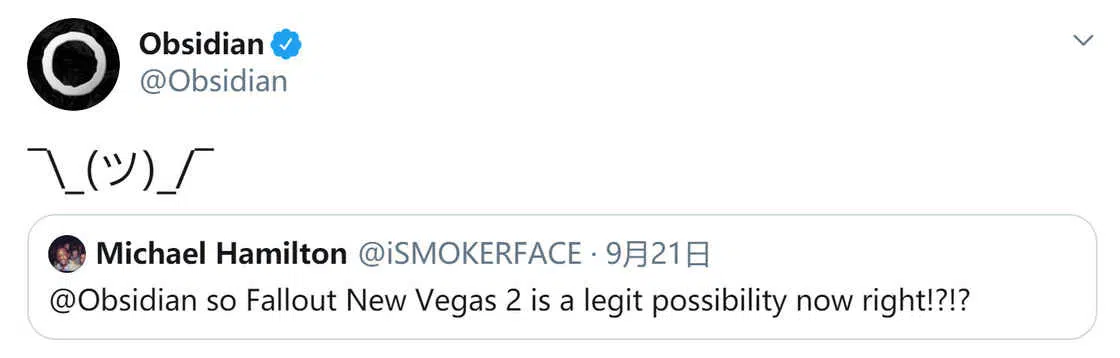 Obsidian
@Obsidian
¯\_(ツ)_/¯
Michael Hamilton @iSMOKERFACE · 9月21日
@Obsidian so Fallout New Vegas 2 is a legit possibility now right!?!?